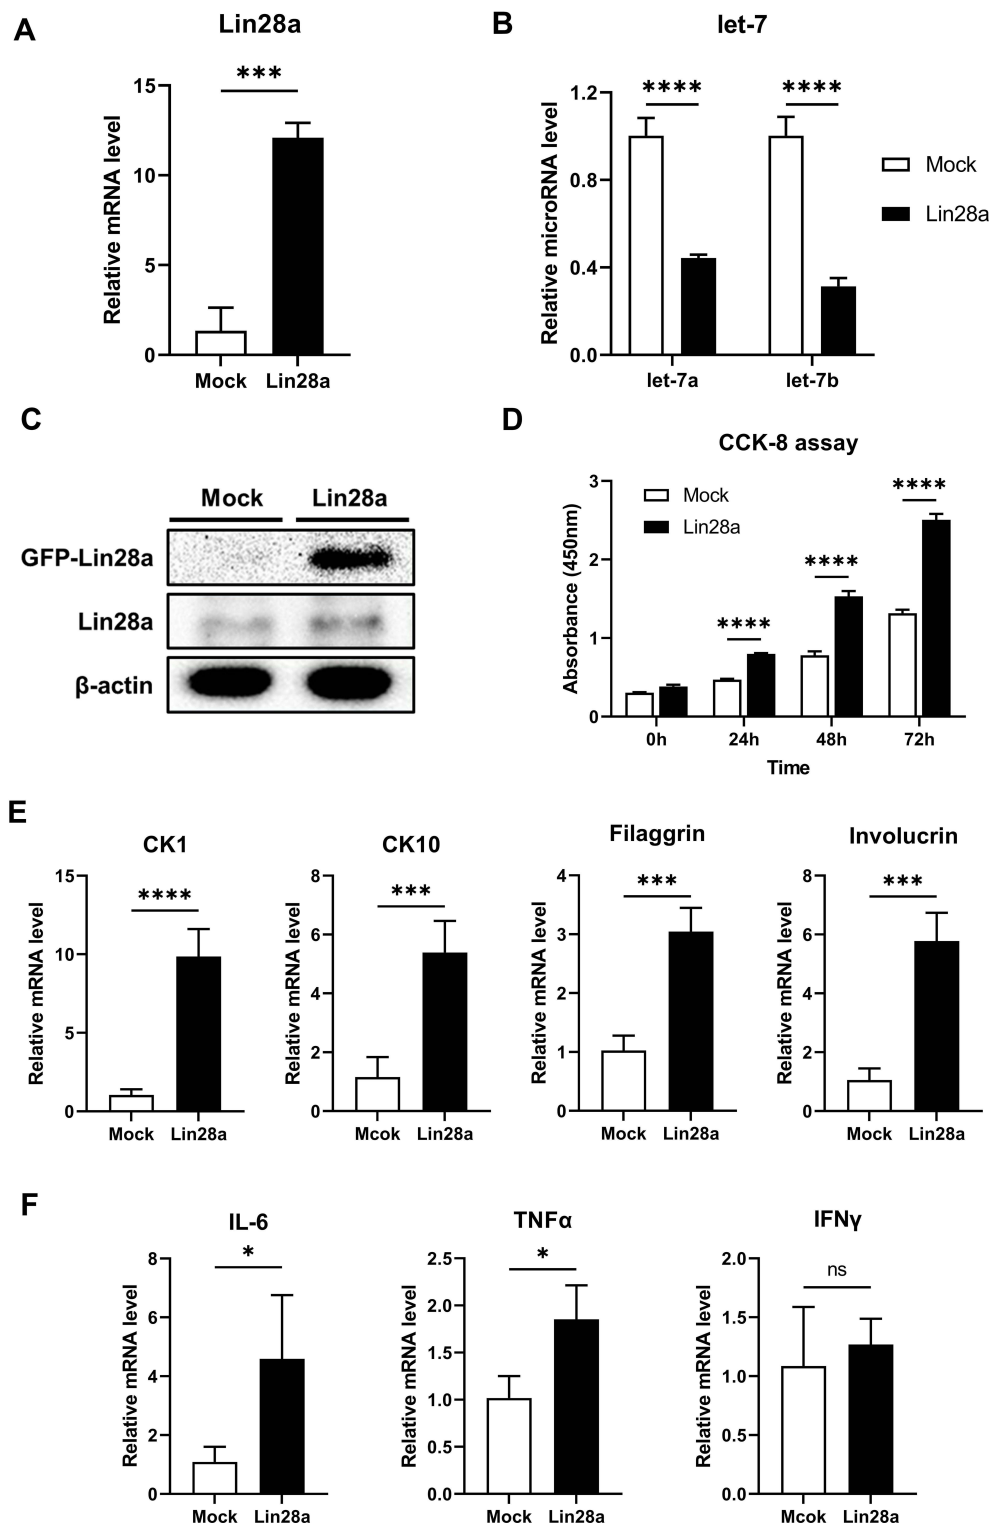 A
Lin28a
***
Relative mRNA level
15
10
5
0
Mock Lin28a
B
let-7
**** ****
Relative microRNA level
1.2
0.8
0.4
0.0
let-7a let-7b
Mock
Lin28a
C
Mock Lin28a
GFP-Lin28a
Lin28a
β-actin
D
CCK-8 assay
Mock
Lin28a
Absorbance (450nm)
3
2
1
0
****
****
****
0h 24h 48h 72h
Time
E
CK1
****
Relative mRNA level
15
10
5
0
Mock Lin28a
CK10
***
Relative mRNA level
8
6
4
2
0
Mcok Lin28a
Filaggrin
***
Relative mRNA level
4
3
2
1
0
Mock Lin28a
Involucrin
***
Relative mRNA level
8
6
4
2
0
Mock Lin28a
F
IL-6
*
Relative mRNA level
8
6
4
2
0
Mock Lin28a
TNFα
*
Relative mRNA level
2.5
2.0
1.5
1.0
0.5
0.0
Mock Lin28a
IFNγ
ns
Relative mRNA level
2.0
1.5
1.0
0.5
0.0
Mcok Lin28a